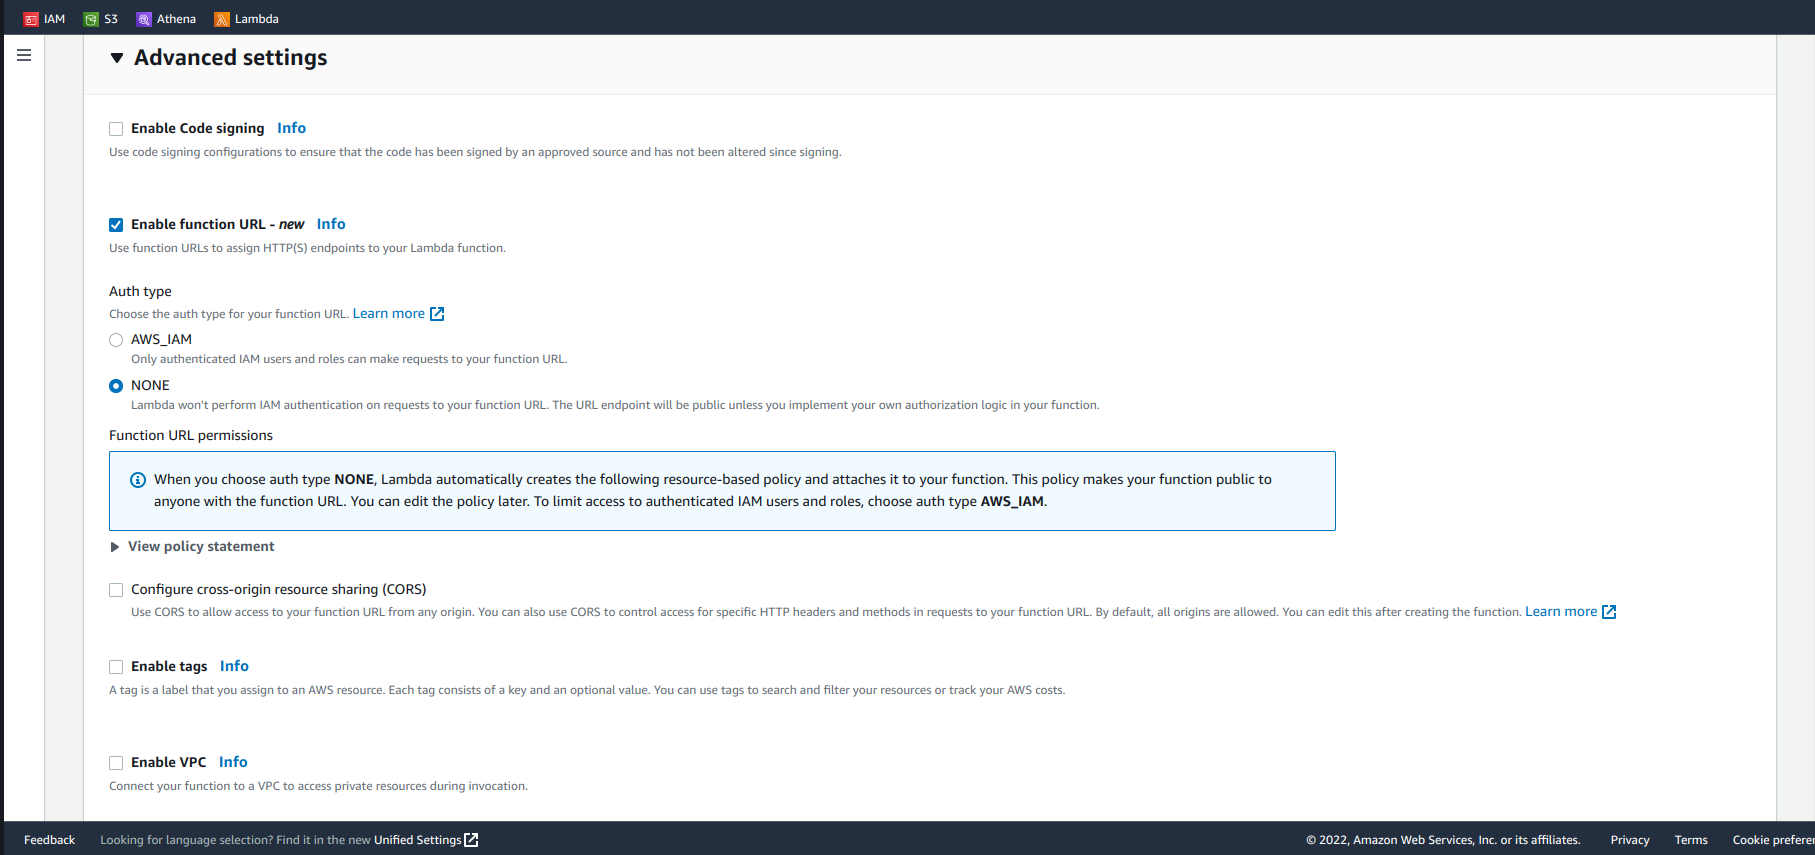 IAM S3 Athena Lambda
Advanced settings
Enable Code signing Info
Use code signing configurations to ensure that the code has been signed by an approved source and has not been altered since signing.
Enable function URL - new Info
Use function URLs to assign HTTP(S) endpoints to your Lambda function.
Auth type
Choose the auth type for your function URL. Learn more
AWS_IAM
Only authenticated IAM users and roles can make requests to your function URL.
NONE
Lambda won't perform IAM authentication on requests to your function URL. The URL endpoint will be public unless you implement your own authorization logic in your function.
Function URL permissions
When you choose auth type NONE, Lambda automatically creates the following resource-based policy and attaches it to your function. This policy makes your function public to
anyone with the function URL. You can edit the policy later. To limit access to authenticated IAM users and roles, choose auth type AWS_IAM.
View policy statement
Configure cross-origin resource sharing (CORS)
Use CORS to allow access to your function URL from any origin. You can also use CORS to control access for specific HTTP headers and methods in requests to your function URL. By default, all origins are allowed. You can edit this after creating the function. Learn more
Enable tags Info
A tag is a label that you assign to an AWS resource. Each tag consists of a key and an optional value. You can use tags to search and filter your resources or track your AWS costs.
Enable VPC Info
Connect your function to a VPC to access private resources during invocation.
Feedback Looking for language selection? Find it in the new Unified Settings © 2022, Amazon Web Services, Inc. or its affiliates. Privacy Terms Cookie preferen